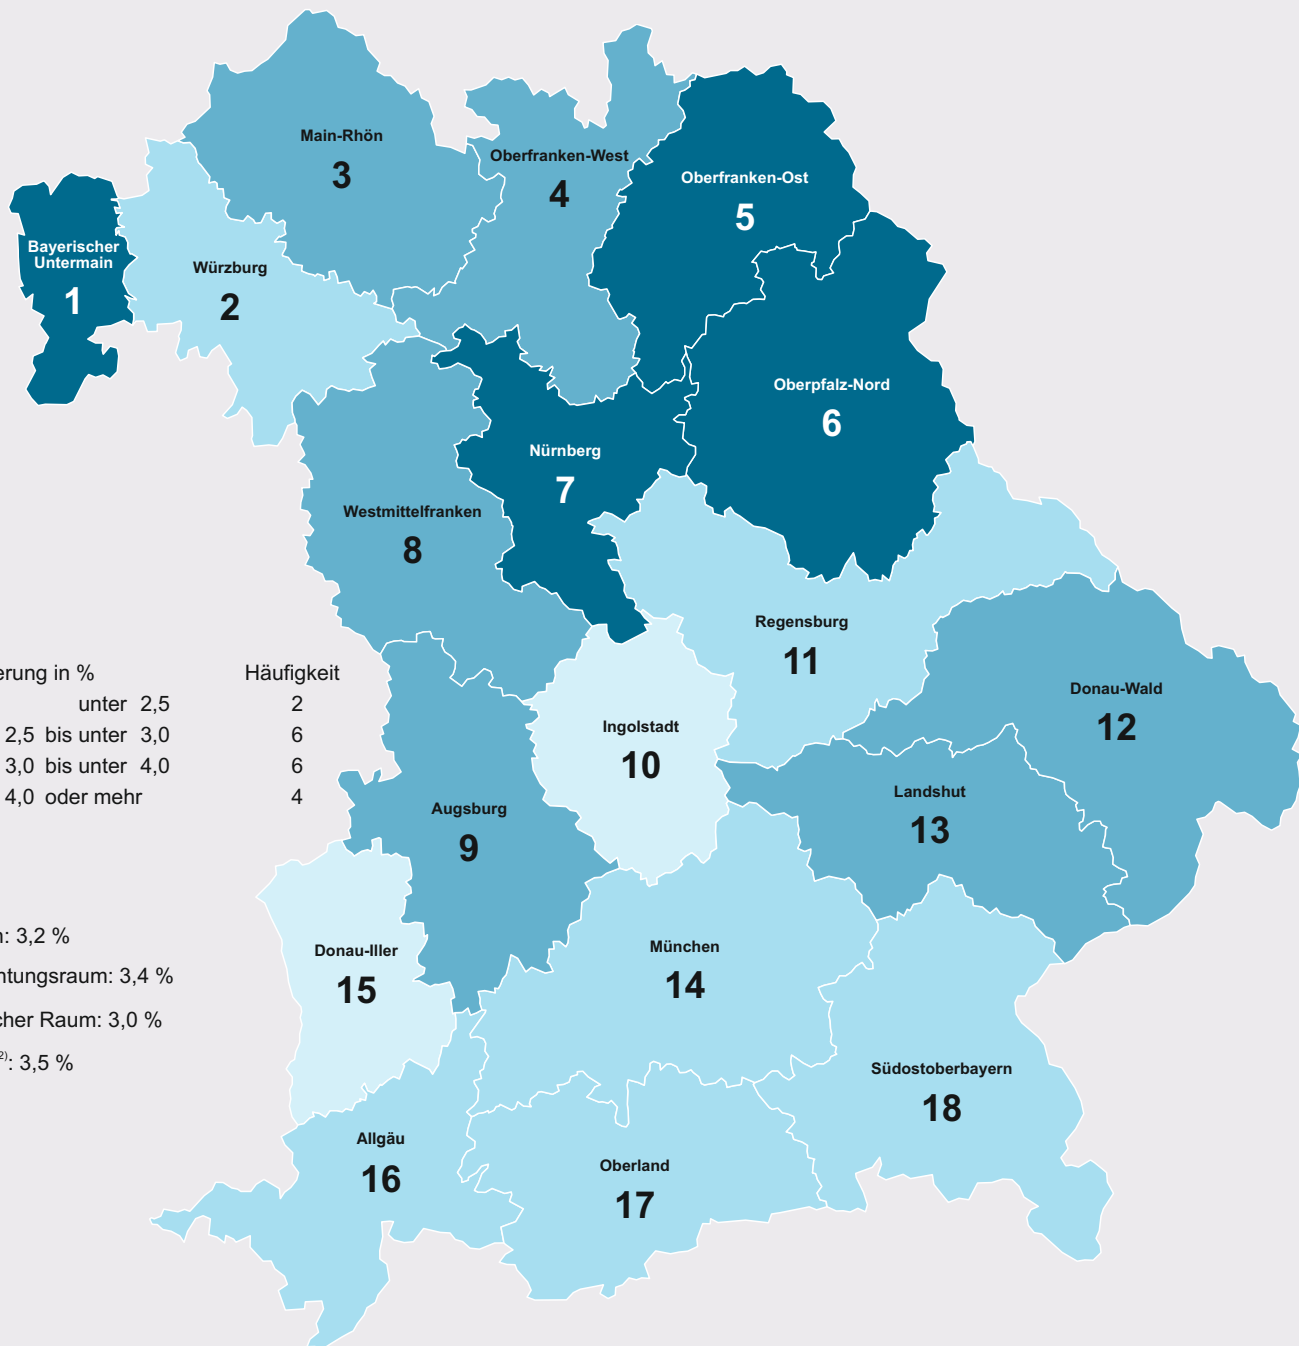 Main-Rhön
3
Oberfranken-West
4
Oberfranken-Ost
5
Bayerischer
Untermain
1
Würzburg
2
Oberpfalz-Nord
6
Nürnberg
7
Westmittelfranken
8
Regensburg
11
erung in % Häufigkeit
unter 2,5 2
2,5 bis unter 3,0 6
3,0 bis unter 4,0 6
4,0 oder mehr 4
Donau-Wald
12
Ingolstadt
10
Landshut
13
Augsburg
9
: 3,2 %
htungsraum: 3,4 %
cher Raum: 3,0 %
2): 3,5 %
Donau-Iller
15
München
14
Südostoberbayern
18
Allgäu
16
Oberland
17